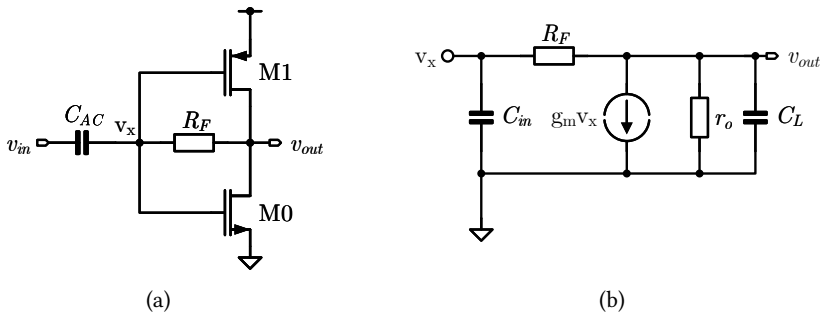 M1
C_AC
v_x
R_F
v_in
v_out
M0
(a)
v_x
R_F
v_out
C_in
g_m v_x
r_o
C_L
(b)